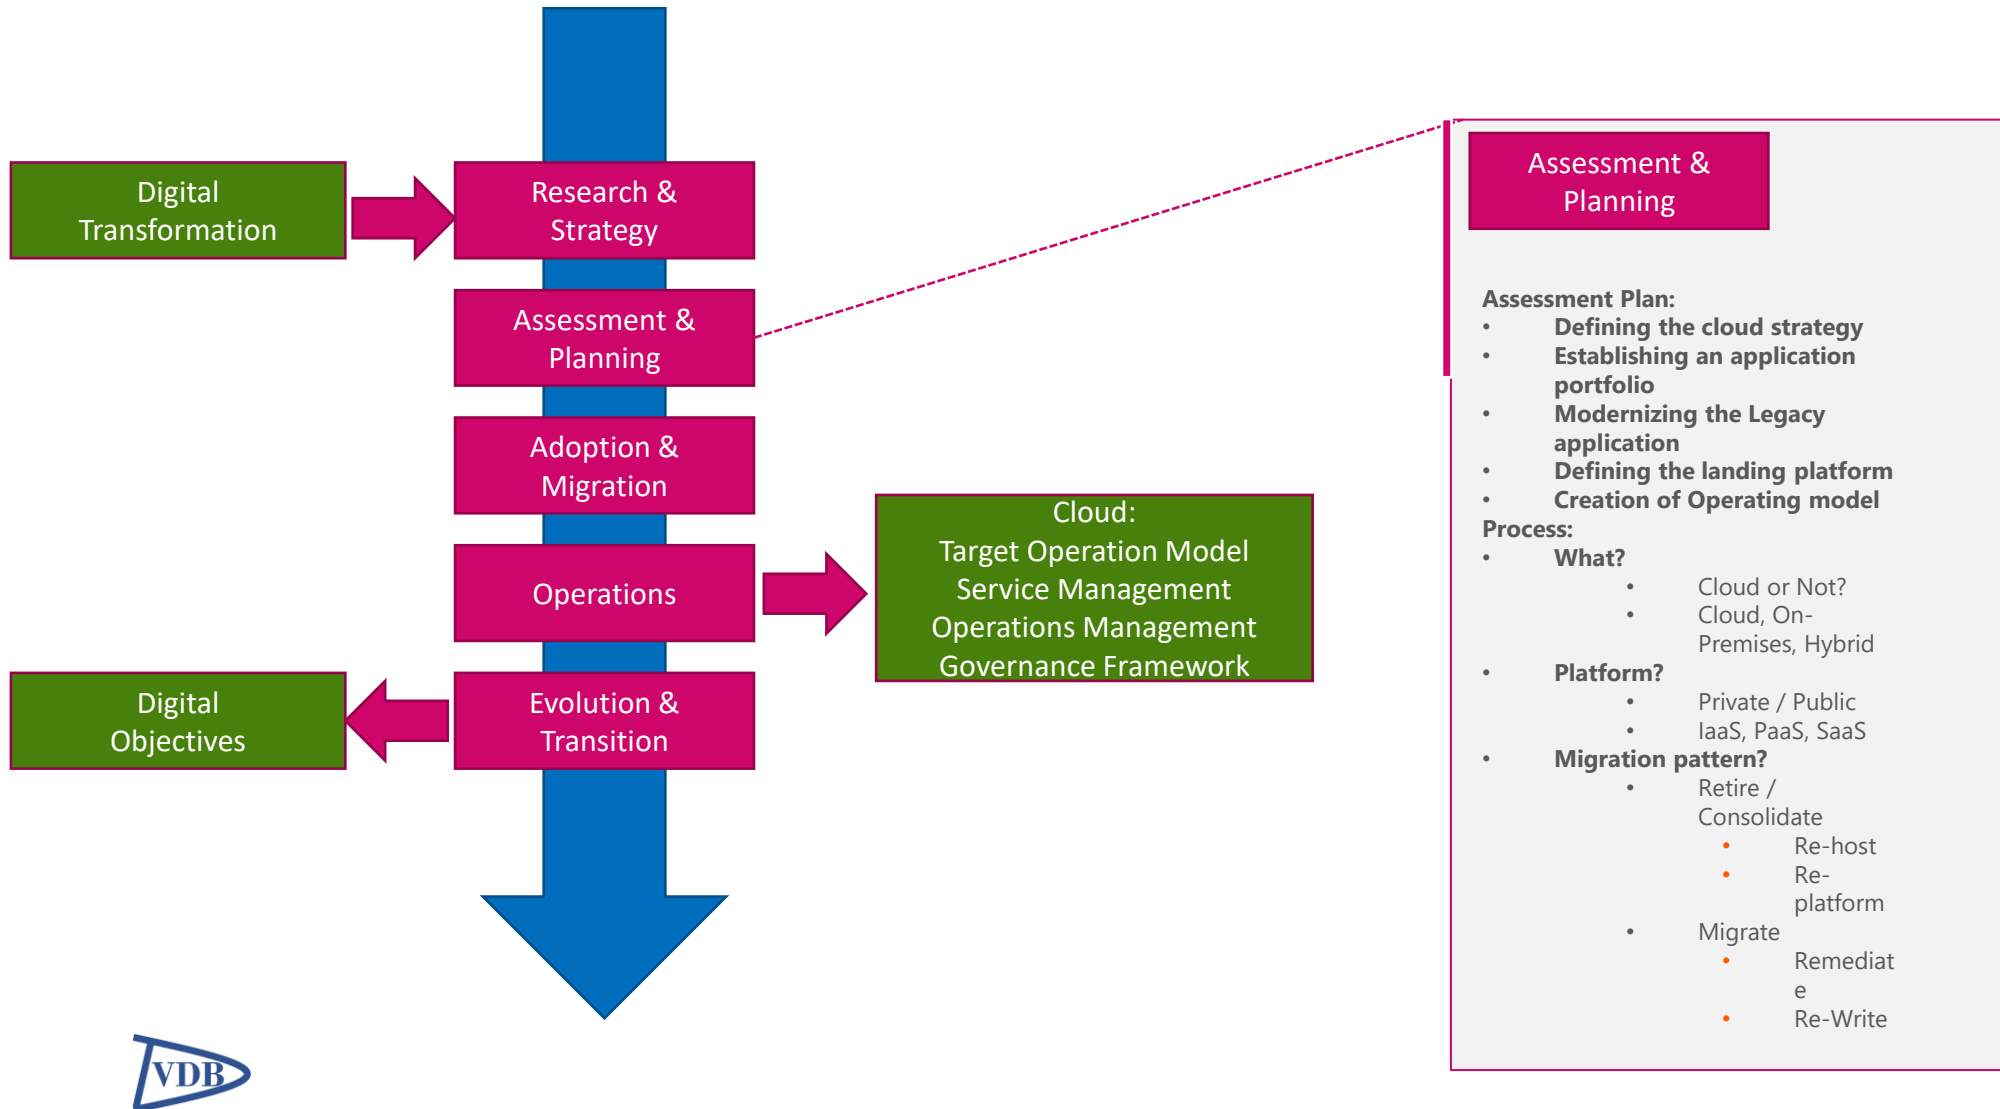 Digital
Transformation
Research &
Strategy
Assessment &
Planning
Adoption &
Migration
Operations
Cloud:
Target Operation Model
Service Management
Operations Management
Governance Framework
Digital
Objectives
Evolution &
Transition
Assessment &
Planning
Assessment Plan:
• Defining the cloud strategy
• Establishing an application
portfolio
• Modernizing the Legacy
application
• Defining the landing platform
• Creation of Operating model
Process:
• What?
• Cloud or Not?
• Cloud, On-
Premises, Hybrid
• Platform?
• Private / Public
• IaaS, PaaS, SaaS
• Migration pattern?
• Retire /
Consolidate
• Re-host
• Re-
platform
• Migrate
• Remediat
e
• Re-Write
VDB